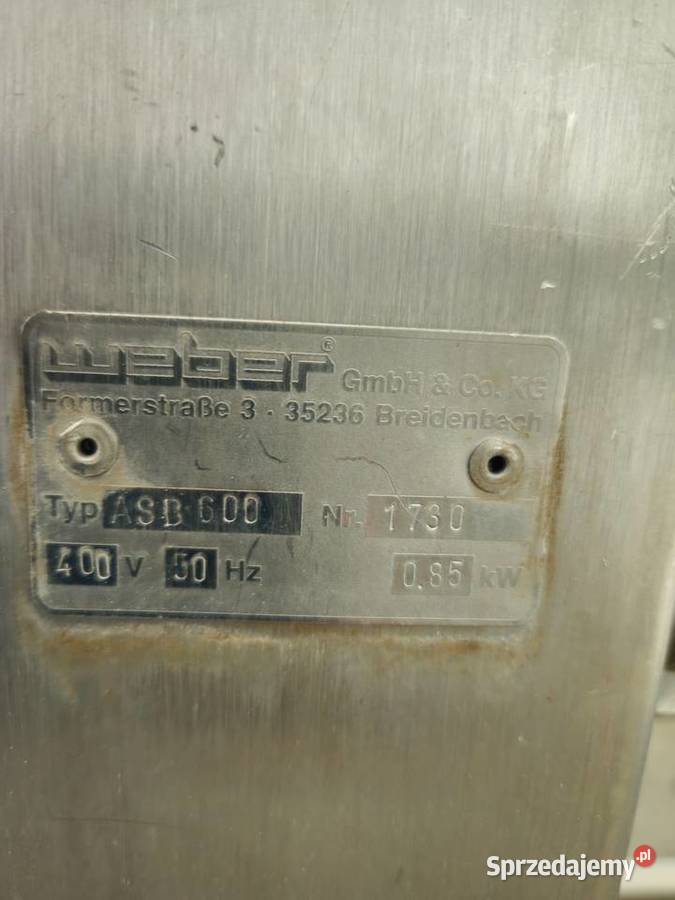 weber® GmbH & Co. KG
Formerstraße 3 · 35236 Breidenbach
Typ ASB 600 Nr. 1730
400 V 50 Hz 0.85 kW
Sprzedajemy.pl